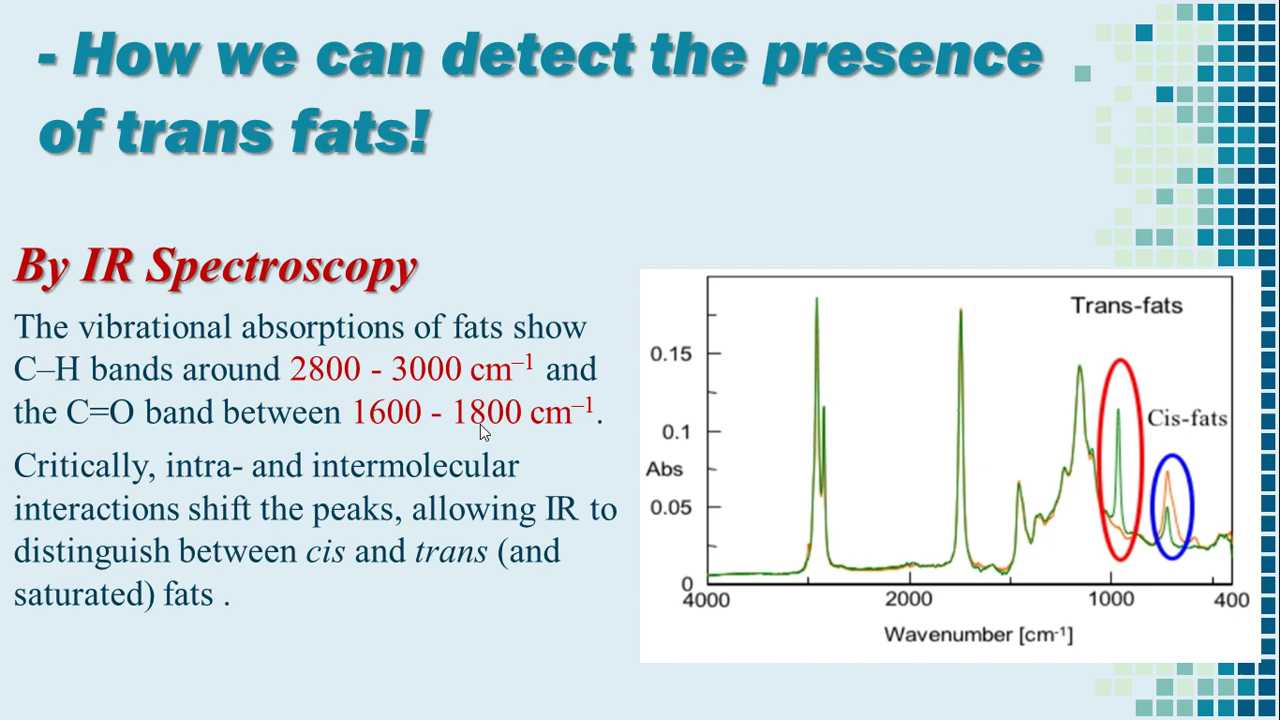 - How we can detect the presence
of trans fats!
By IR Spectroscopy
The vibrational absorptions of fats show
C–H bands around 2800 - 3000 cm⁻¹ and
the C=O band between 1600 - 1800 cm⁻¹.
Critically, intra- and intermolecular
interactions shift the peaks, allowing IR to
distinguish between cis and trans (and
saturated) fats .
Trans-fats
0.15
Cis-fats
0.1
Abs
0.05
0
4000
2000
1000
400
Wavenumber [cm⁻¹]